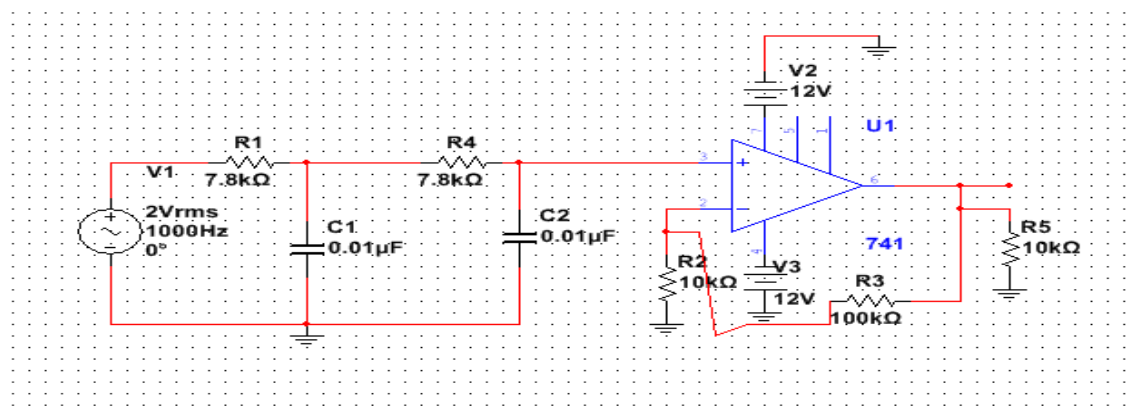 V2
12V
U1
7
5
1
R1
7.8kΩ
R4
7.8kΩ
3
+
6
2
−
V1
2Vrms
1000Hz
0°
+
C1
0.01µF
C2
0.01µF
741
4
R2
10kΩ
V3
12V
R3
100kΩ
R5
10kΩ